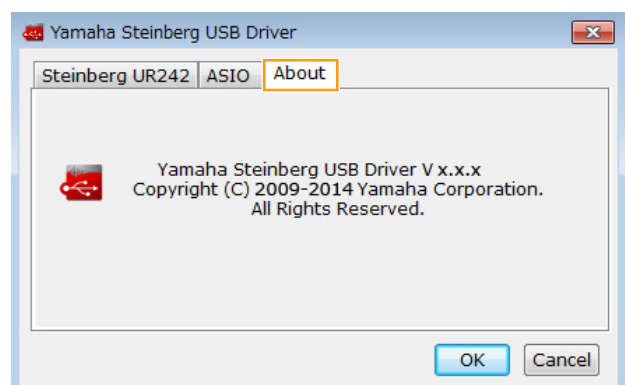 Yamaha Steinberg USB Driver
Steinberg UR242 ASIO About
Yamaha Steinberg USB Driver V x.x.x
Copyright (C) 2009-2014 Yamaha Corporation.
All Rights Reserved.
OK Cancel